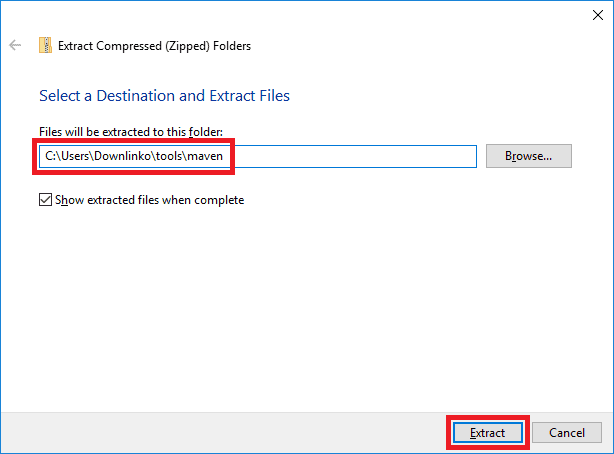 Extract Compressed (Zipped) Folders
Select a Destination and Extract Files
Files will be extracted to this folder:
C:\Users\Downlinko\tools\maven
Browse...
Show extracted files when complete
Extract
Cancel